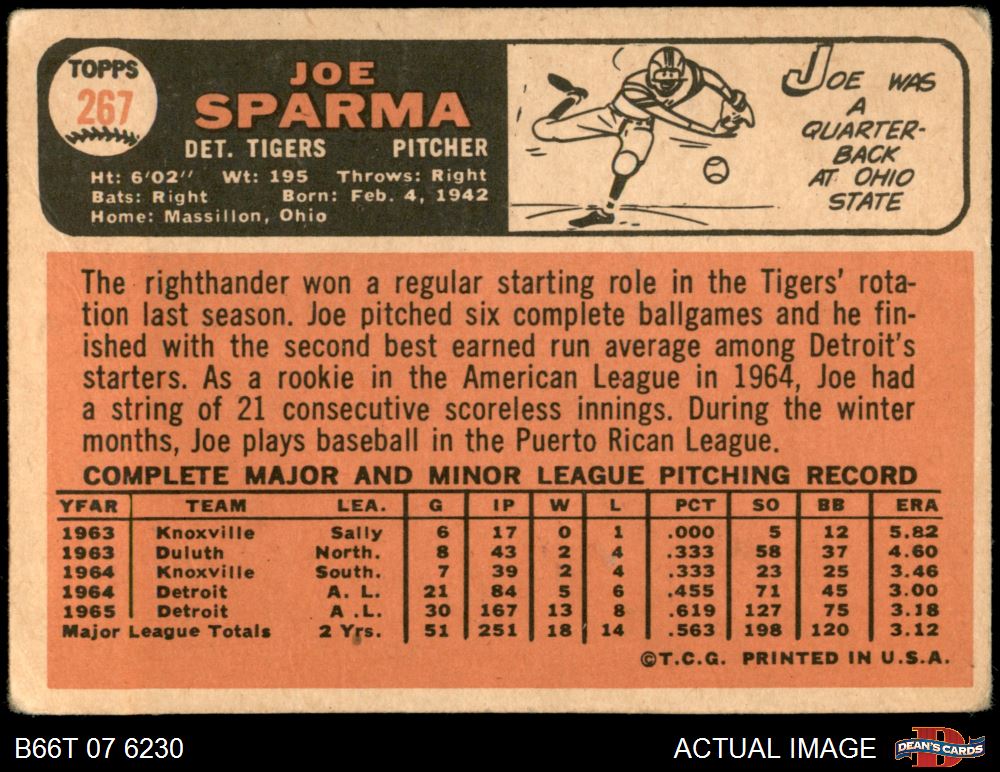 TOPPS
267
JOE
SPARMA
DET. TIGERS PITCHER
Ht: 6'02" Wt: 195 Throws: Right
Bats: Right Born: Feb. 4, 1942
Home: Massillon, Ohio
JOE WAS
A
QUARTER-
BACK
AT OHIO
STATE
The righthander won a regular starting role in the Tigers' rota-
tion last season. Joe pitched six complete ballgames and he fin-
ished with the second best earned run average among Detroit's
starters. As a rookie in the American League in 1964, Joe had
a string of 21 consecutive scoreless innings. During the winter
months, Joe plays baseball in the Puerto Rican League.
COMPLETE MAJOR AND MINOR LEAGUE PITCHING RECORD
YEAR TEAM LEA. G IP W L PCT SO BB ERA
1963 Knoxville Sally 6 17 0 1 .000 5 12 5.82
1963 Duluth North. 8 43 2 4 .333 58 37 4.60
1964 Knoxville South. 7 39 2 4 .333 23 25 3.46
1964 Detroit A. L. 21 84 5 6 .455 71 45 3.00
1965 Detroit A .L. 30 167 13 8 .619 127 75 3.18
Major League Totals 2 Yrs. 51 251 18 14 .563 198 120 3.12
©T.C.G. PRINTED IN U.S.A.
B66T 07 6230 ACTUAL IMAGE
D
DEAN'S CARDS